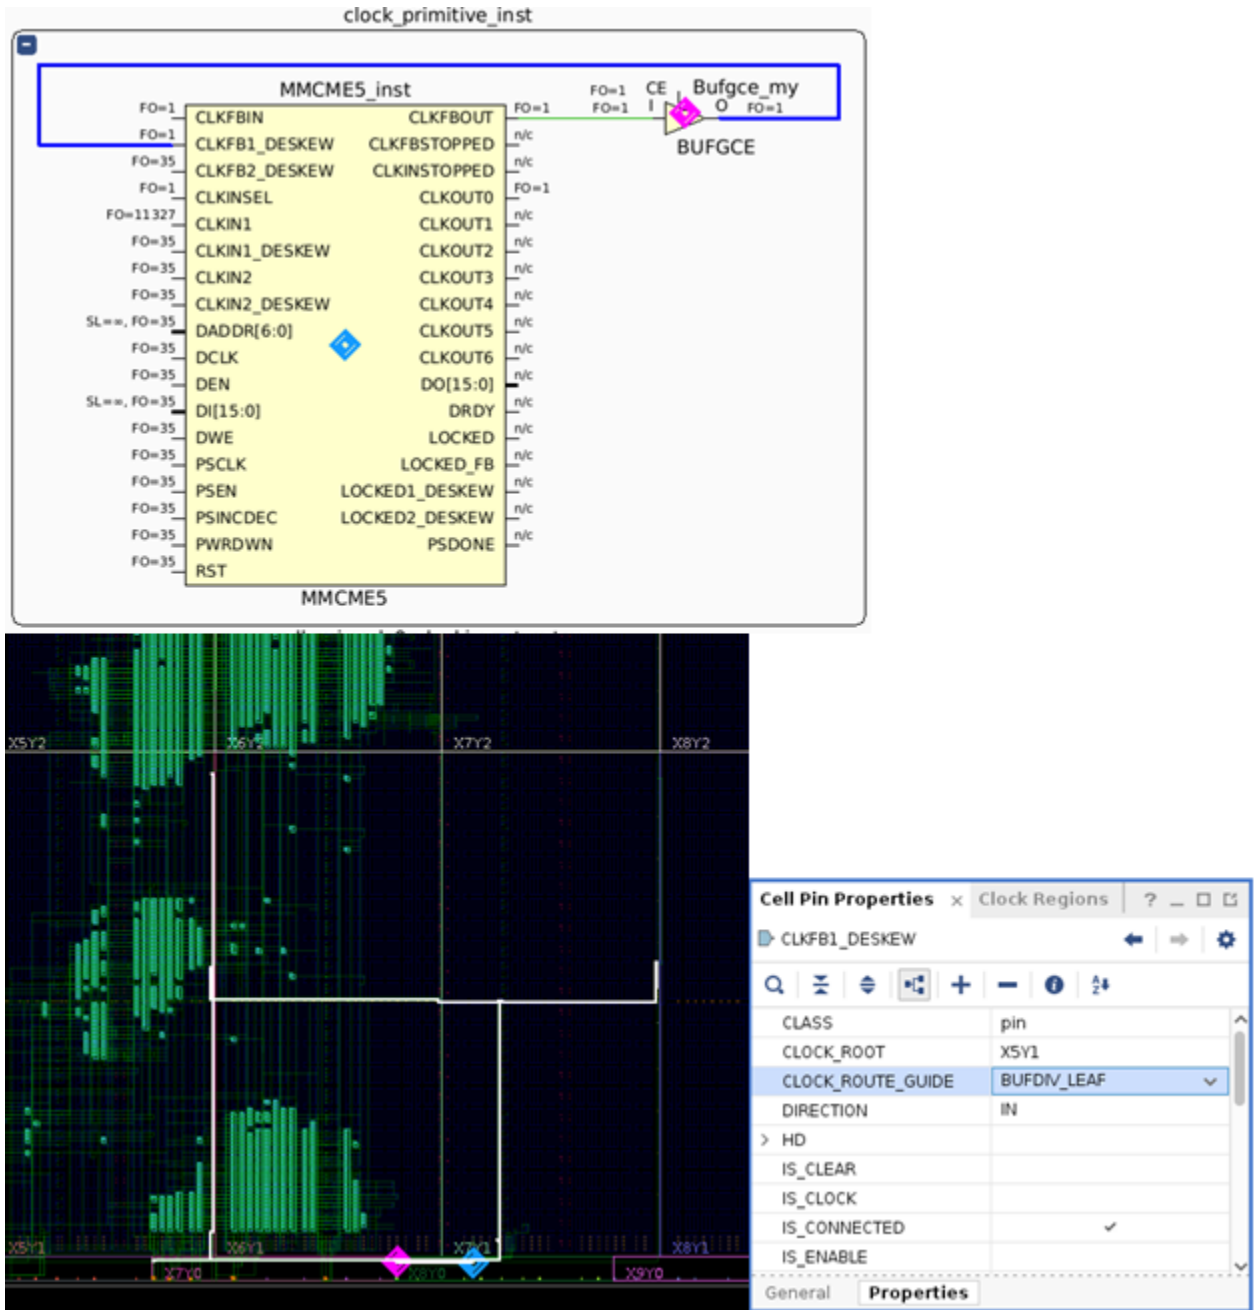 clock_primitive_inst
MMCME5_inst
FO=1 CE Bufgce_my
FO=1 CLKFBIN CLKFBOUT FO=1 FO=1 I O FO=1
FO=1 CLKFB1_DESKEW CLKFBSTOPPED n/c BUFGCE
FO=35 CLKFB2_DESKEW CLKINSTOPPED n/c
FO=1 CLKINSEL CLKOUT0 FO=1
FO=11327 CLKIN1 CLKOUT1 n/c
FO=35 CLKIN1_DESKEW CLKOUT2 n/c
FO=35 CLKIN2 CLKOUT3 n/c
FO=35 CLKIN2_DESKEW CLKOUT4 n/c
SL==, FO=35 DADDR[6:0] CLKOUT5 n/c
FO=35 DCLK CLKOUT6 n/c
FO=35 DEN DO[15:0] n/c
SL==, FO=35 DI[15:0] DRDY n/c
FO=35 DWE LOCKED n/c
FO=35 PSCLK LOCKED_FB n/c
FO=35 PSEN LOCKED1_DESKEW n/c
FO=35 PSINCDEC LOCKED2_DESKEW n/c
FO=35 PWRDWN PSDONE n/c
FO=35 RST
MMCME5
X5Y2 X6Y2 X7Y2 X8Y2
X5Y1 X6Y1 X7Y1 X8Y1
X7Y0 X8Y0 X9Y0
Cell Pin Properties × Clock Regions ?
CLKFB1_DESKEW
CLASS pin
CLOCK_ROOT X5Y1
CLOCK_ROUTE_GUIDE BUFDIV_LEAF
DIRECTION IN
HD
IS_CLEAR
IS_CLOCK
IS_CONNECTED ✓
IS_ENABLE
General Properties